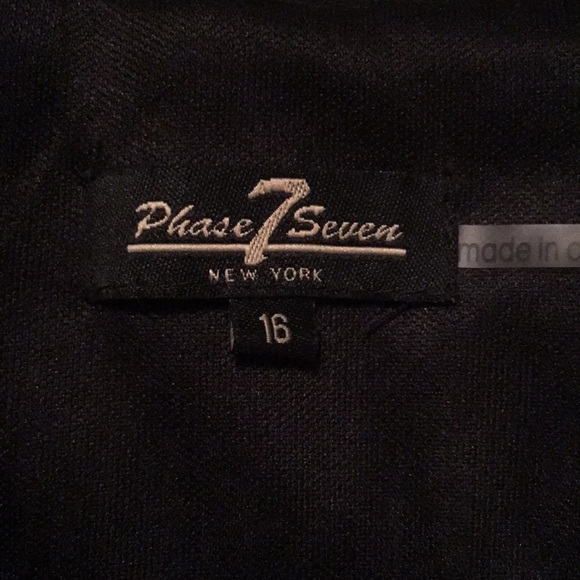 Phase 7 Seven
NEW YORK
16
made in